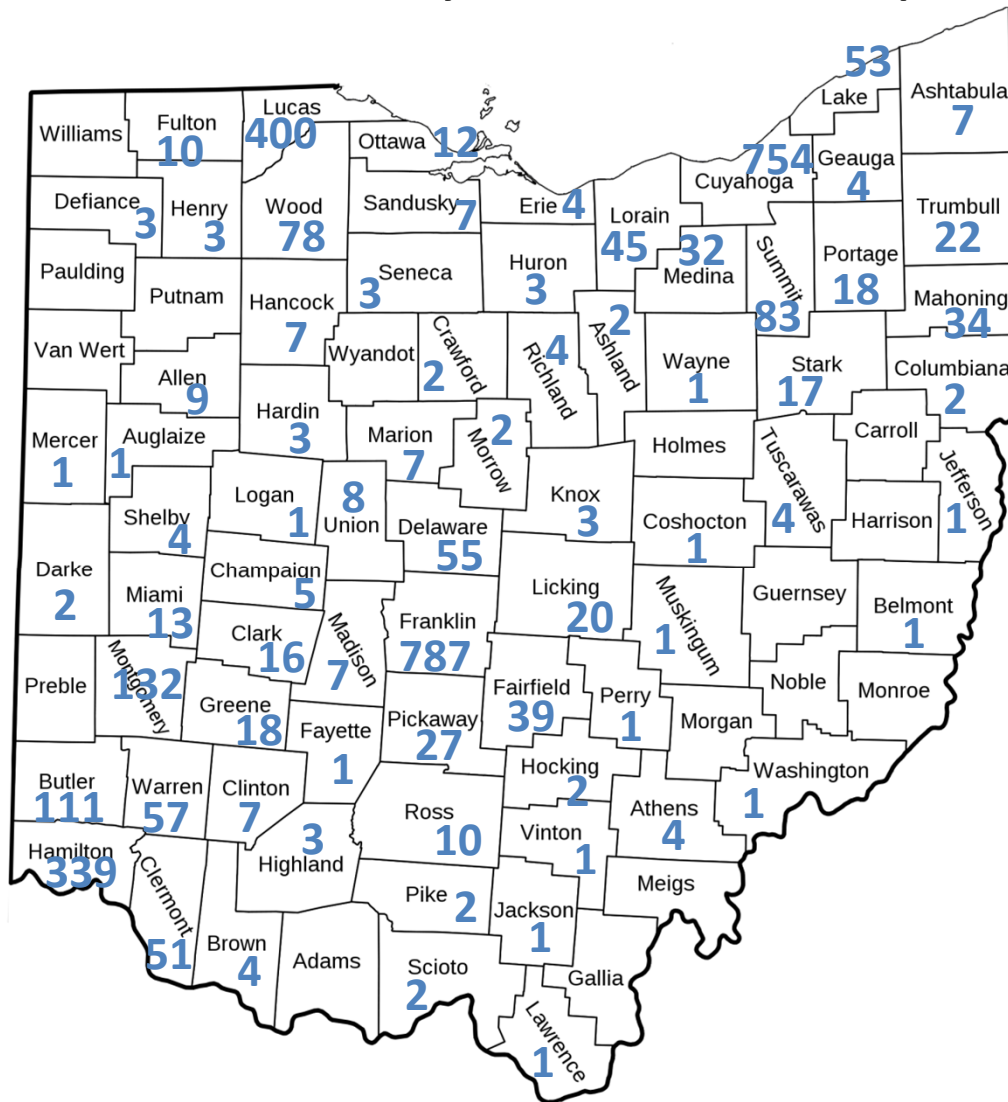 53
Lake
Ashtabula
7
Williams
Fulton
10
Lucas
400
Ottawa
12
754
Cuyahoga
Geauga
4
Defiance
3
Henry
3
Wood
78
Sandusky
7
Erie 4
Lorain
45
32
Medina
Summit
83
Portage
18
Trumbull
22
Paulding
Putnam
Hancock
7
Seneca
3
Huron
3
Mahoning
34
Van Wert
Allen
9
Wyandot
Crawford
2
Richland
4
Ashland
2
Wayne
1
Stark
17
Columbiana
2
Mercer
1
Auglaize
1
Hardin
3
Marion
7
Morrow
2
Holmes
Tuscarawas
4
Carroll
Jefferson
1
Shelby
4
Logan
1
8
Union
Delaware
55
Knox
3
Coshocton
1
Harrison
Darke
2
Miami
13
Champaign
5
Clark
16
Madison
7
Franklin
787
Licking
20
Muskingum
1
Guernsey
Belmont
1
Preble
Montgomery
132
Greene
18
Fayette
1
Pickaway
27
Fairfield
39
Perry
1
Morgan
Noble
Monroe
Butler
111
Warren
57
Clinton
7
Hocking
2
Washington
1
Hamilton
339
Clermont
51
3
Highland
Ross
10
Vinton
1
Athens
4
Meigs
Brown
4
Adams
Pike 2
Jackson
1
Scioto
2
Gallia
Lawrence
1